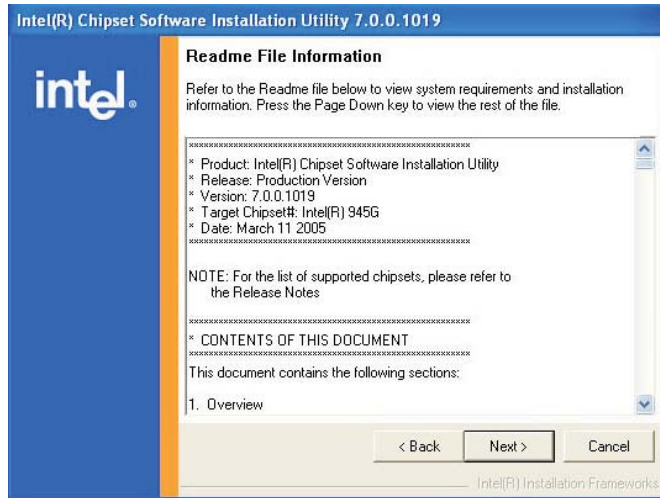 Intel(R) Chipset Software Installation Utility 7.0.0.1019
intel®
Readme File Information
Refer to the Readme file below to view system requirements and installation
information. Press the Page Down key to view the rest of the file.
************************************************************
* Product: Intel(R) Chipset Software Installation Utility
* Release: Production Version
* Version: 7.0.0.1019
* Target Chipset#: Intel(R) 945G
* Date: March 11 2005
************************************************************
NOTE: For the list of supported chipsets, please refer to
the Release Notes
************************************************************
* CONTENTS OF THIS DOCUMENT
************************************************************
This document contains the following sections:
1. Overview
< Back
Next >
Cancel
Intel(R) Installation Frameworks